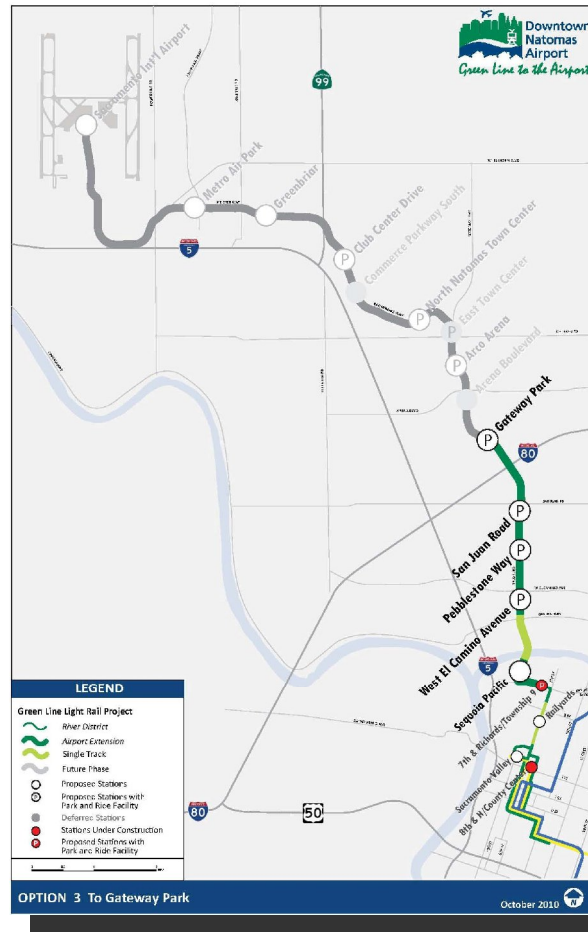 Downtown
Natomas
Airport
Green Line to the Airport
Sacramento Int'l Airport
99
Metro Air Park
Greenbriar
5
Club Center Drive
P
Commerce Parkway South
North Natomas Town Center
P
East Town Center
P
Arco Arena
P
Arena Boulevard
Gateway Park
P
80
San Juan Road
P
Pebblestone Way
P
West El Camino Avenue
P
5
Sequoia Pacific
7th & Richards/Township 9
P
Railyards
Sacramento Valley
8th & H/County Center
80
50
LEGEND
Green Line Light Rail Project
River District
Airport Extension
Single Track
Future Phase
Proposed Stations
P Proposed Stations with
Park and Ride Facility
Deferred Stations
Stations Under Construction
P Proposed Stations with
Park and Ride Facility
OPTION 3 To Gateway Park
October 2010
N